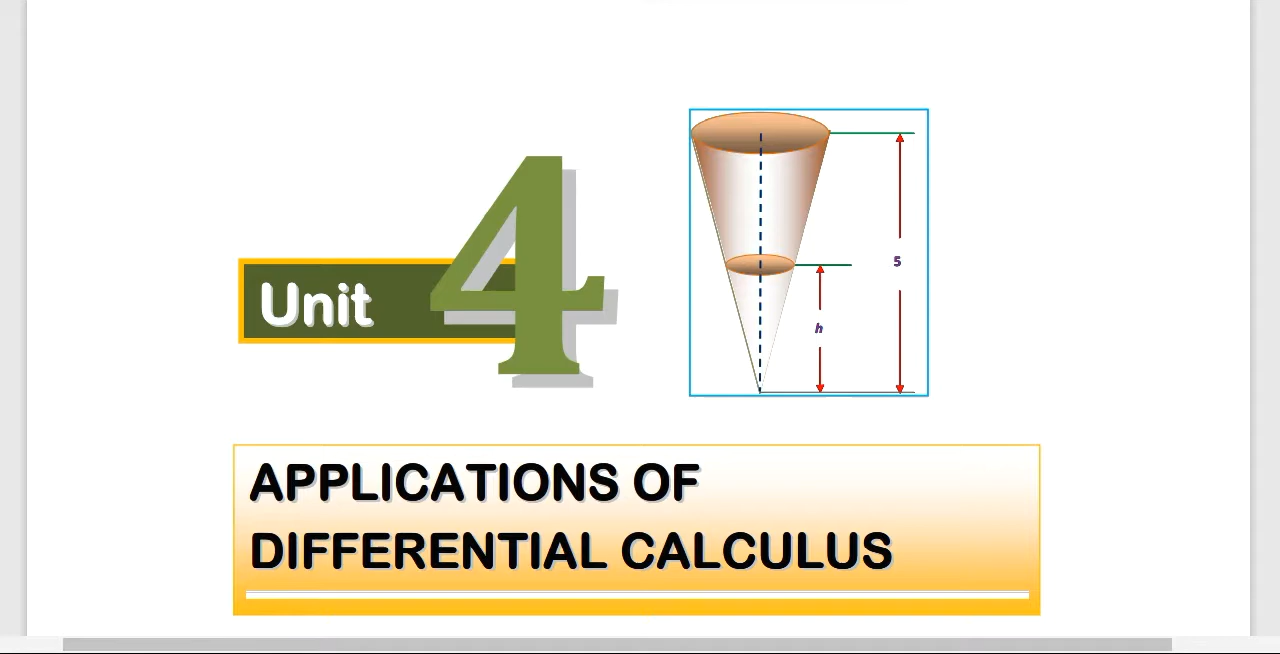 Unit 4
5
h
APPLICATIONS OF
DIFFERENTIAL CALCULUS